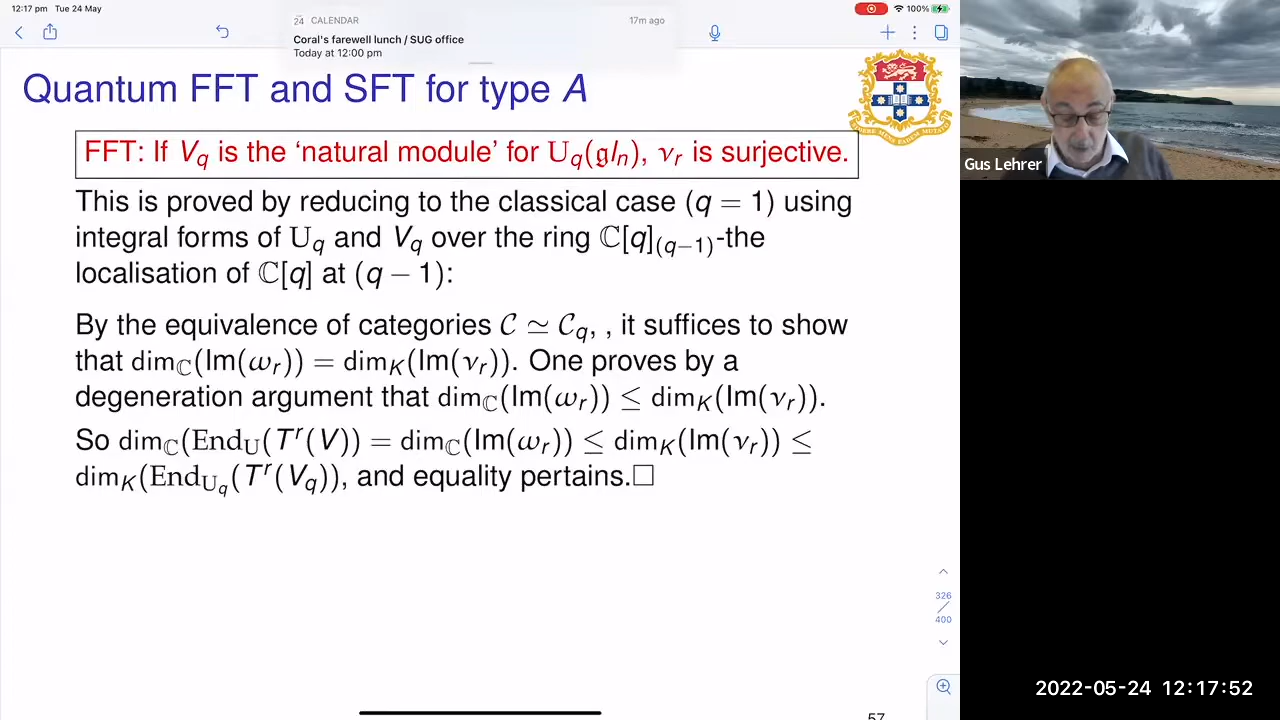 12:17 pm Tue 24 May
100%
24 CALENDAR
17m ago
Coral's farewell lunch / SUG office
Today at 12:00 pm
Quantum FFT and SFT for type A
SIDERE MENS EADEM MUTATO
FFT: If V_q is the ‘natural module’ for U_q(𝔤l_n), ν_r is surjective.
This is proved by reducing to the classical case (q = 1) using
integral forms of U_q and V_q over the ring ℂ[q]_(q−1)-the
localisation of ℂ[q] at (q − 1):
By the equivalence of categories 𝒞 ≃ 𝒞_q, , it suffices to show
that dim_ℂ(Im(ω_r)) = dim_K(Im(ν_r)). One proves by a
degeneration argument that dim_ℂ(Im(ω_r)) ≤ dim_K(Im(ν_r)).
So dim_ℂ(End_U(T^r(V)) = dim_ℂ(Im(ω_r)) ≤ dim_K(Im(ν_r)) ≤
dim_K(End_{U_q}(T^r(V_q)), and equality pertains.□
326
/
400
57
Gus Lehrer
2022-05-24 12:17:52